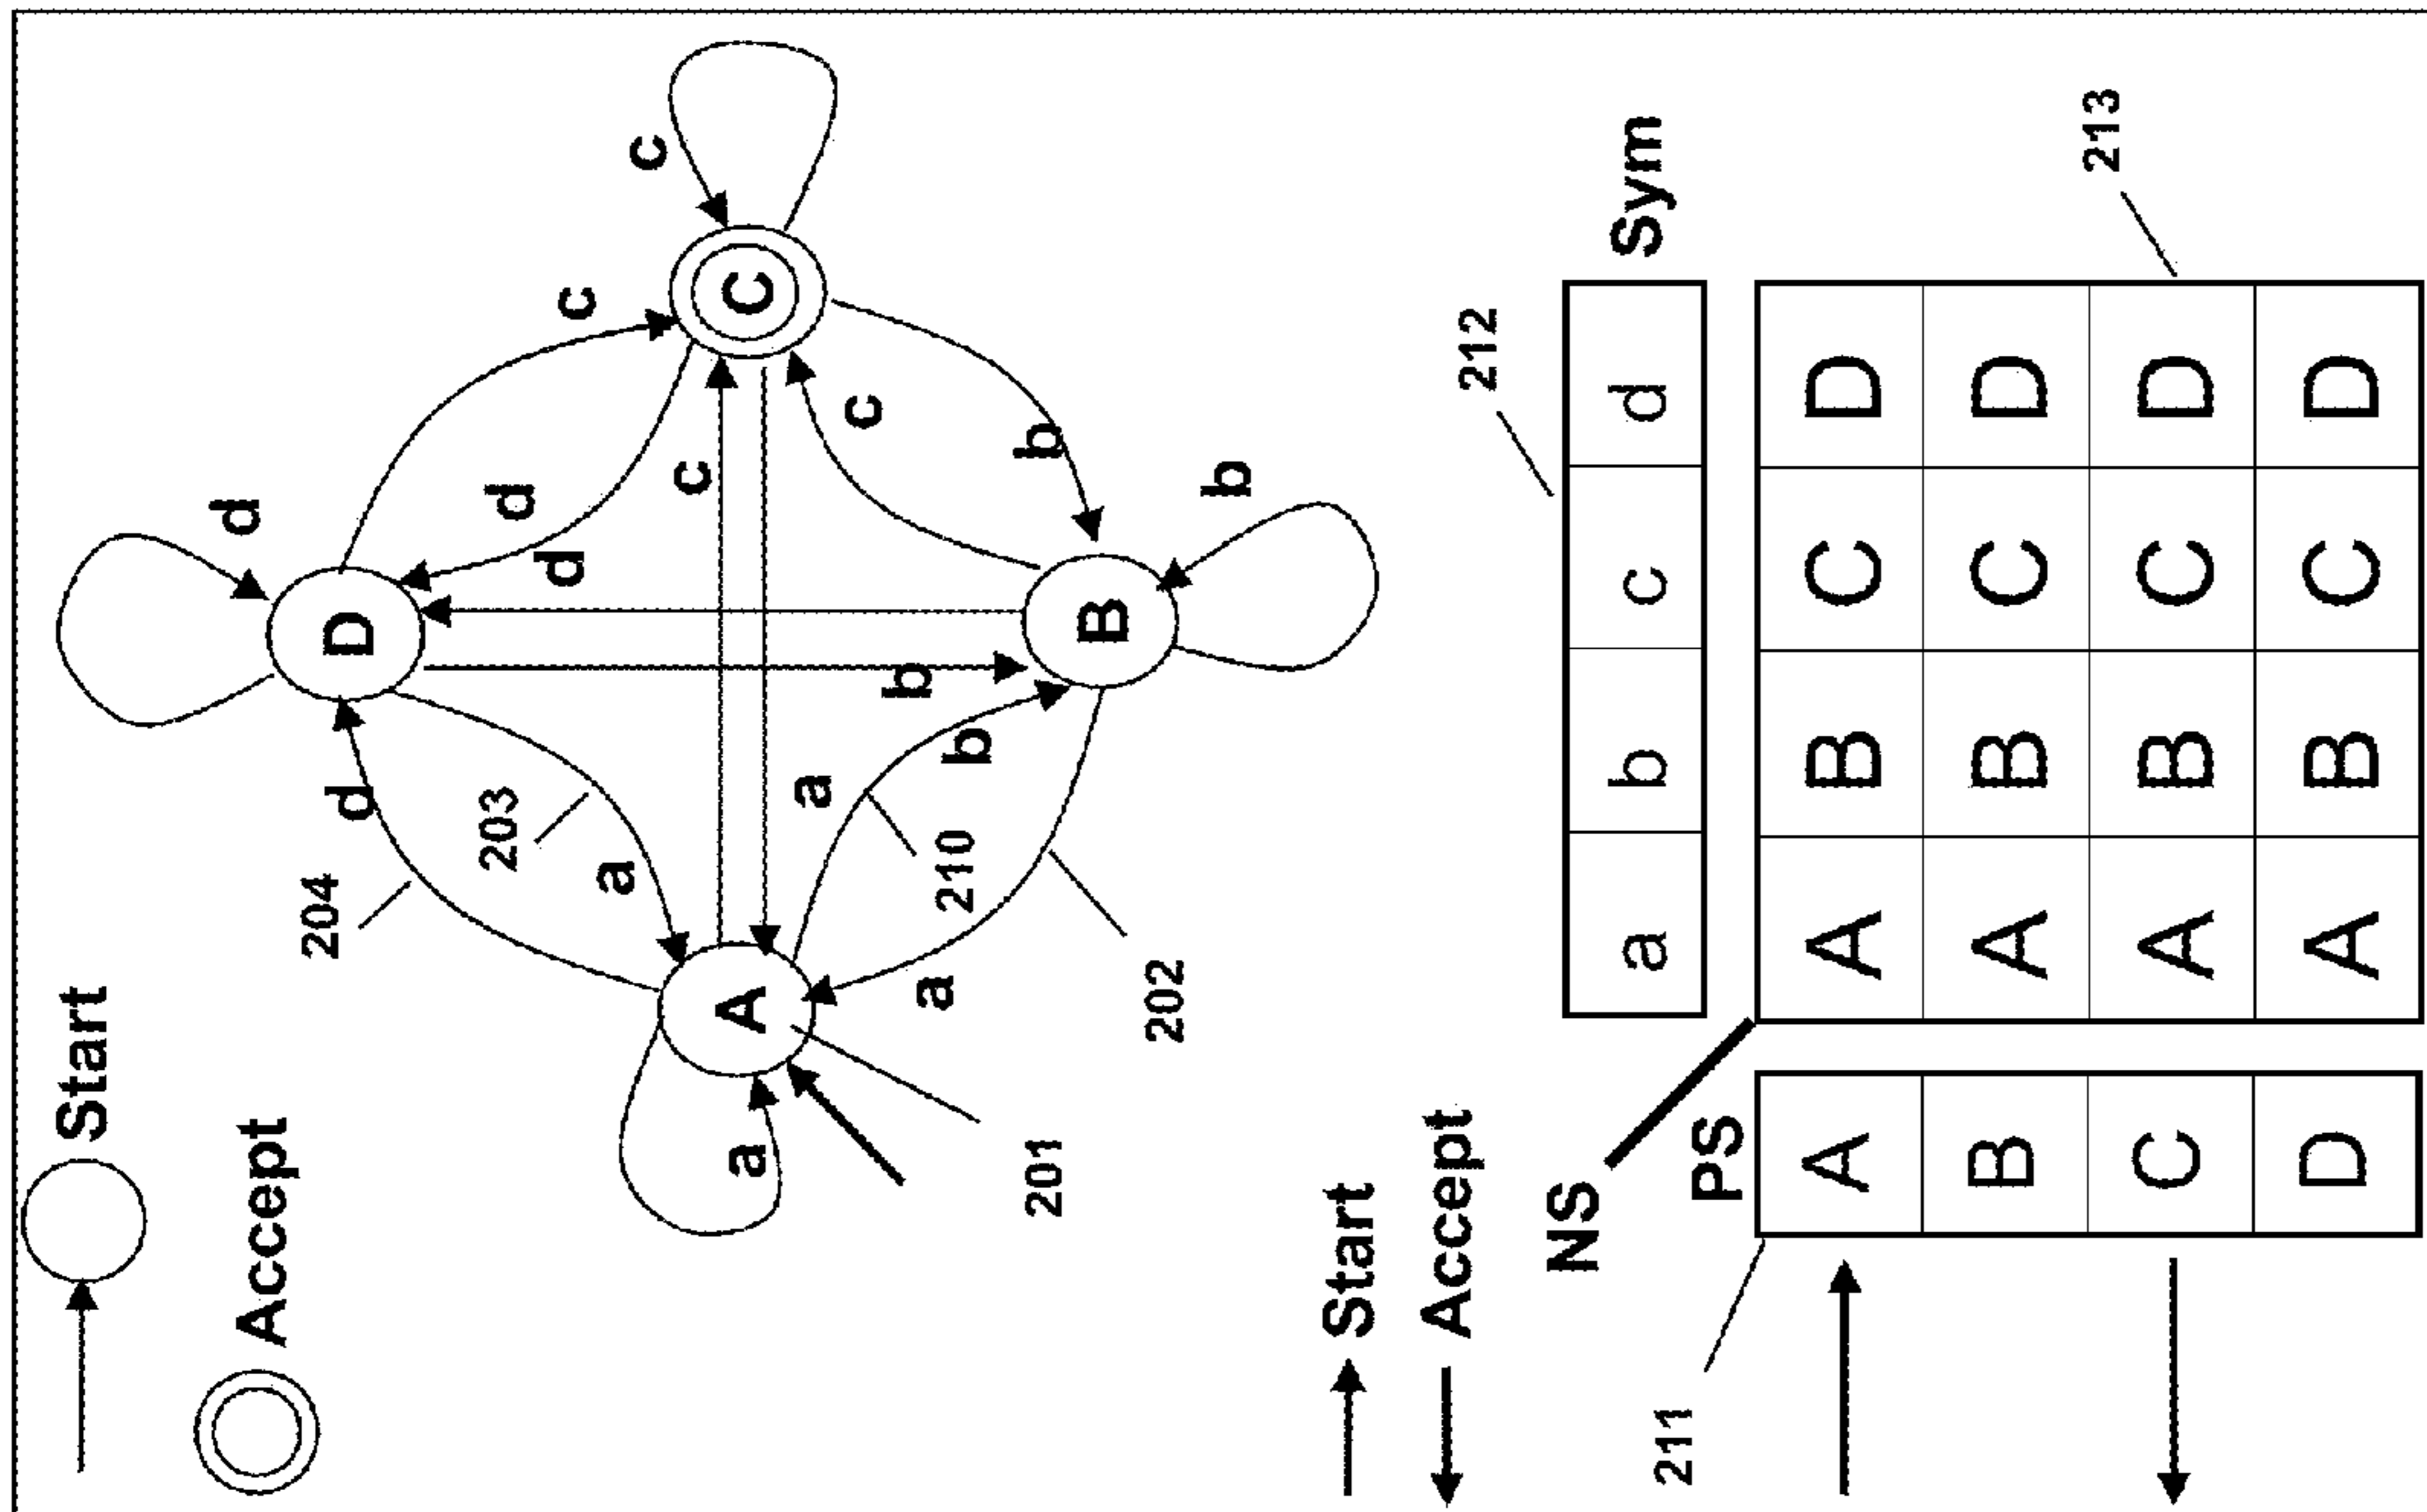 Start
d
Accept
204
d
D
203
d
c
d
a
c
c
a
A
C
a
c
b
a
210
b
b
201
B
202
b
Start
Accept
212
NS
a b c d Sym
211
PS
A A B C D
B A B C D
213
C A B C D
D A B C D